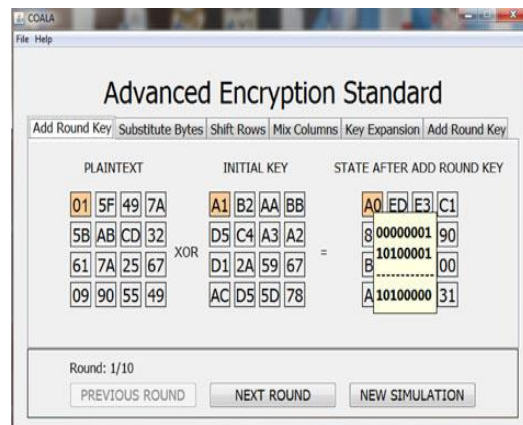 COALA
File Help
Advanced Encryption Standard
Add Round Key Substitute Bytes Shift Rows Mix Columns Key Expansion Add Round Key
PLAINTEXT INITIAL KEY STATE AFTER ADD ROUND KEY
01 5F 49 7A A1 B2 AA BB A0 ED E3 C1
5B AB CD 32 D5 C4 A3 A2 8 00000001 90
XOR = 10100001
61 7A 25 67 D1 2A 59 67 B ------------ 00
09 90 55 49 AC D5 5D 78 A 10100000 31
Round: 1/10
PREVIOUS ROUND NEXT ROUND NEW SIMULATION